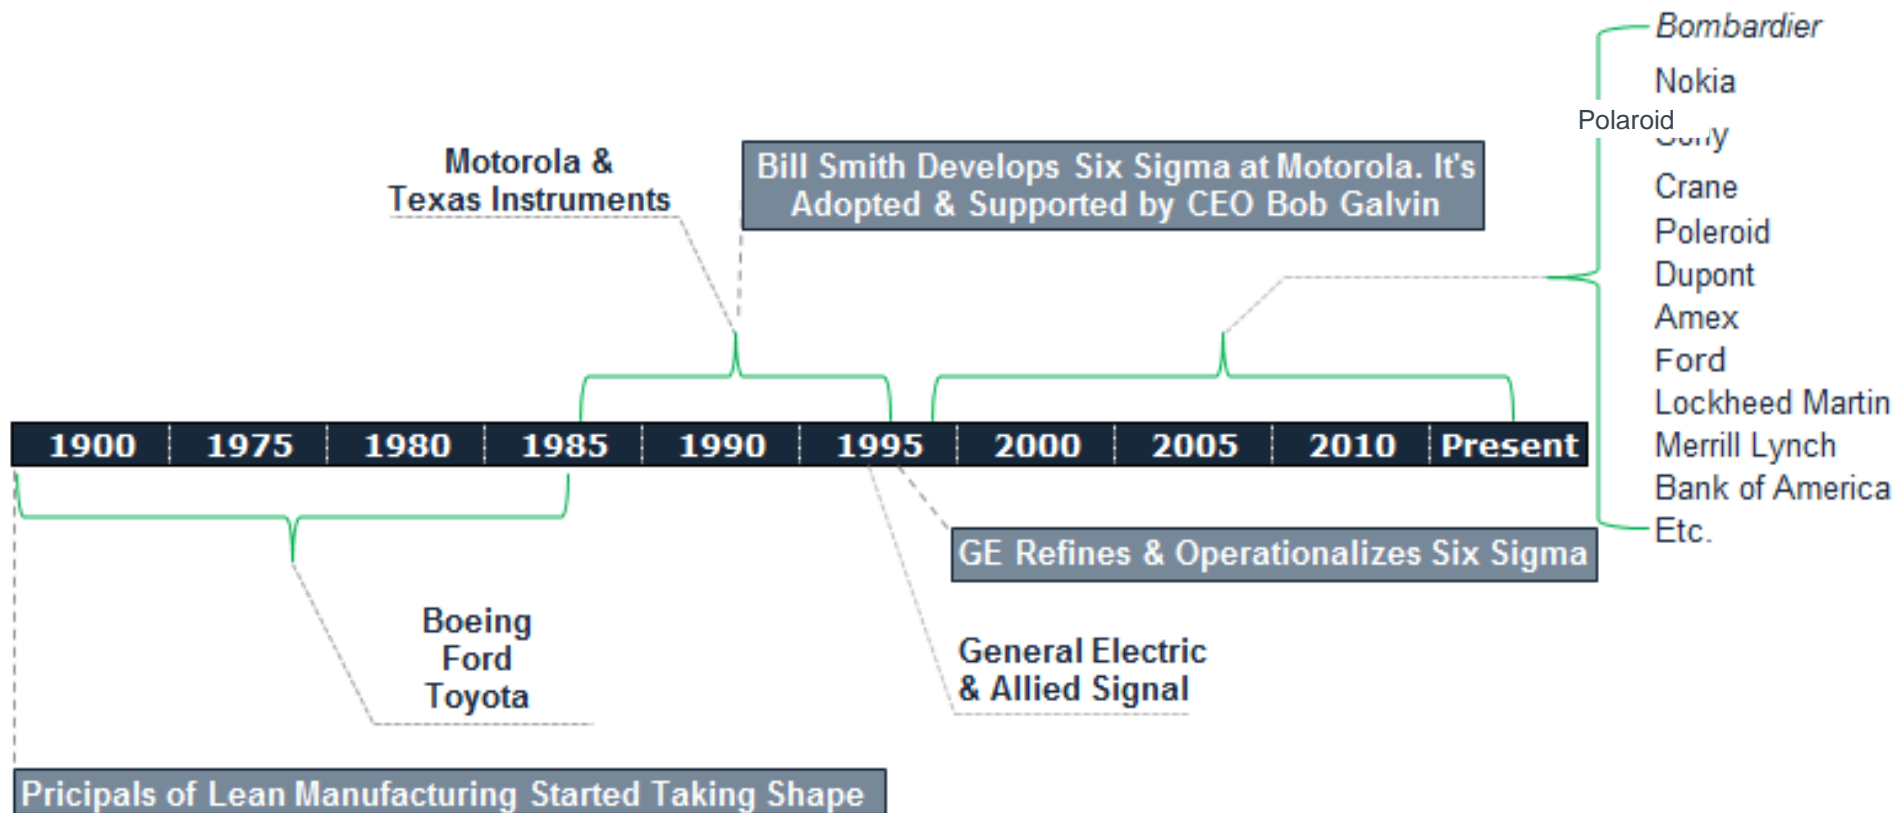 Bombardier
Nokia
Polaroid
Crane
Poleroid
Dupont
Amex
Ford
Lockheed Martin
Merrill Lynch
Bank of America
Etc.
Motorola &
Texas Instruments
Bill Smith Develops Six Sigma at Motorola. It's
Adopted & Supported by CEO Bob Galvin
1900 1975 1980 1985 1990 1995 2000 2005 2010 Present
GE Refines & Operationalizes Six Sigma
Boeing
Ford
Toyota
General Electric
& Allied Signal
Pricipals of Lean Manufacturing Started Taking Shape